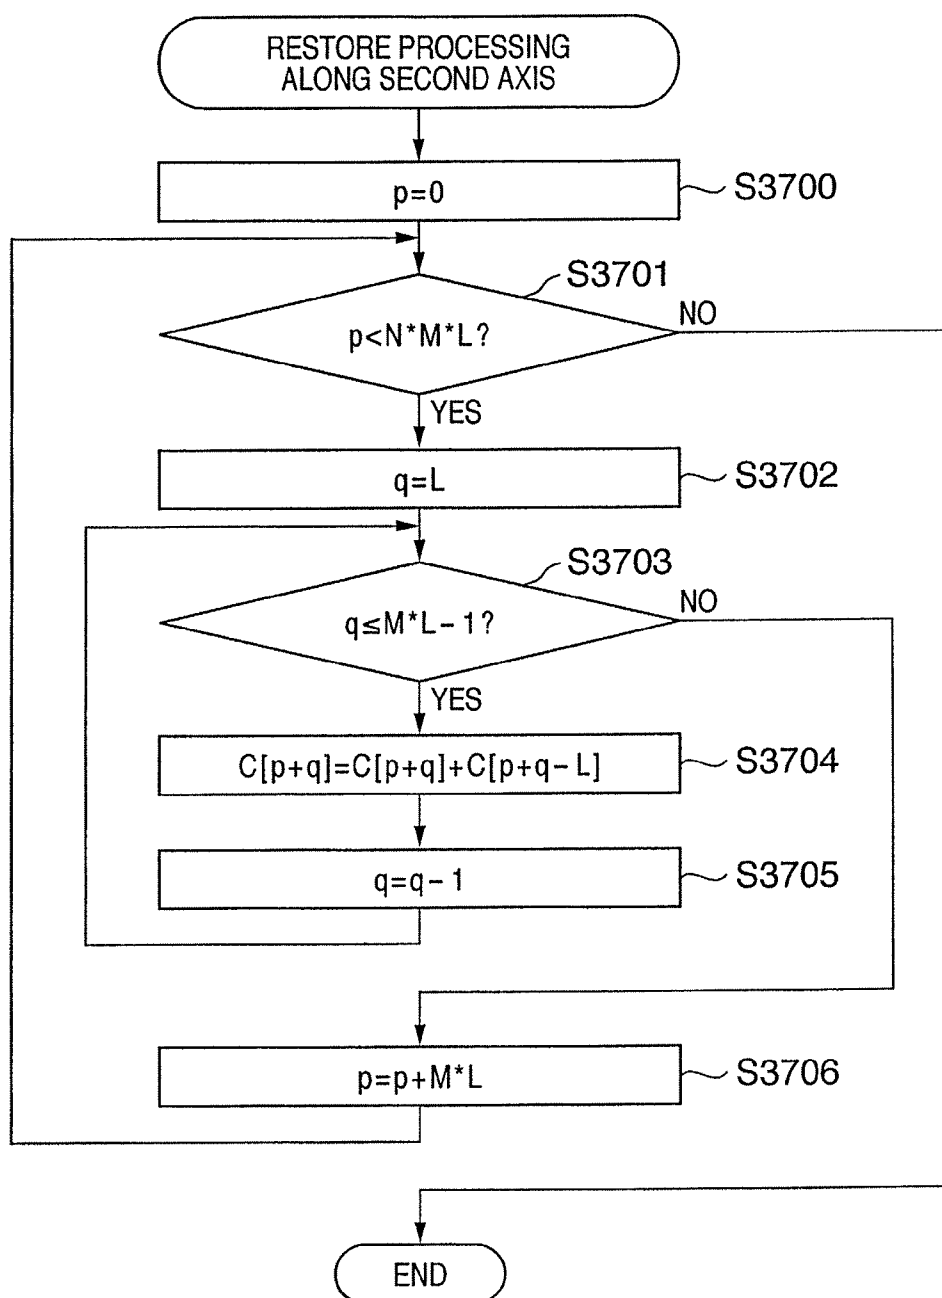 RESTORE PROCESSING
ALONG SECOND AXIS
p=0
S3700
S3701
p<N*M*L?
NO
YES
q=L
S3702
S3703
q≤M*L-1?
NO
YES
C[p+q]=C[p+q]+C[p+q-L]
S3704
q=q-1
S3705
p=p+M*L
S3706
END